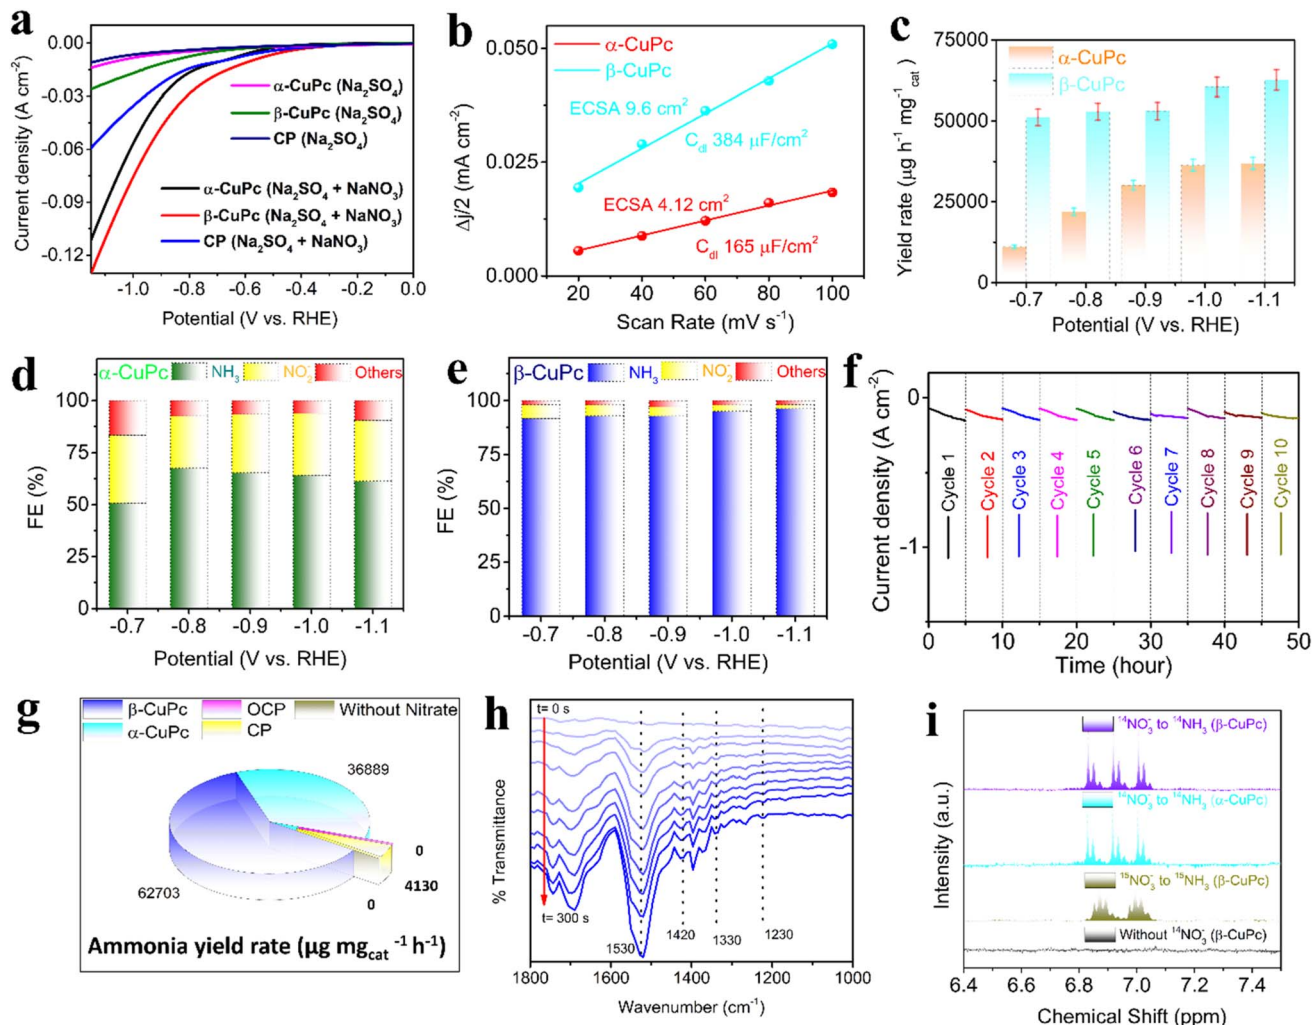 a
Current density (A cm⁻²)
0.00
-0.03
-0.06
-0.09
-0.12
α-CuPc (Na₂SO₄)
β-CuPc (Na₂SO₄)
CP (Na₂SO₄)
α-CuPc (Na₂SO₄ + NaNO₃)
β-CuPc (Na₂SO₄ + NaNO₃)
CP (Na₂SO₄ + NaNO₃)
-1.0 -0.8 -0.6 -0.4 -0.2 0.0
Potential (V vs. RHE)
b
Δj/2 (mA cm⁻²)
0.050
0.025
0.000
α-CuPc
β-CuPc
ECSA 9.6 cm²
C_dl 384 μF/cm²
ECSA 4.12 cm²
C_dl 165 μF/cm²
20 40 60 80 100
Scan Rate (mV s⁻¹)
c
Yield rate (μg h⁻¹ mg⁻¹cat)
75000
50000
25000
0
α-CuPc
β-CuPc
-0.7 -0.8 -0.9 -1.0 -1.1
Potential (V vs. RHE)
d
α-CuPc NH₃ NO₂⁻ Others
FE (%)
100
75
50
25
0
-0.7 -0.8 -0.9 -1.0 -1.1
Potential (V vs. RHE)
e
β-CuPc NH₃ NO₂⁻ Others
FE (%)
100
75
50
25
0
-0.7 -0.8 -0.9 -1.0 -1.1
Potential (V vs. RHE)
f
Current density (A cm⁻²)
0
-1
Cycle 1
Cycle 2
Cycle 3
Cycle 4
Cycle 5
Cycle 6
Cycle 7
Cycle 8
Cycle 9
Cycle 10
0 10 20 30 40 50
Time (hour)
g
β-CuPc OCP Without Nitrate
α-CuPc CP
36889
0
4130
0
62703
Ammonia yield rate (μg mgcat⁻¹ h⁻¹)
h
% Transmittance
t= 0 s
t= 300 s
1530 1420 1330 1230
1800 1600 1400 1200 1000
Wavenumber (cm⁻¹)
i
Intensity (a.u.)
¹⁴NO₃⁻ to ¹⁴NH₃ (β-CuPc)
¹⁴NO₃⁻ to ¹⁴NH₃ (α-CuPc)
¹⁵NO₃⁻ to ¹⁵NH₃ (β-CuPc)
Without ¹⁴NO₃⁻ (β-CuPc)
6.4 6.6 6.8 7.0 7.2 7.4
Chemical Shift (ppm)